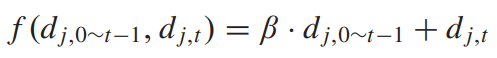 f(d_{j,0∼t−1}, d_{j,t}) = β · d_{j,0∼t−1} + d_{j,t}